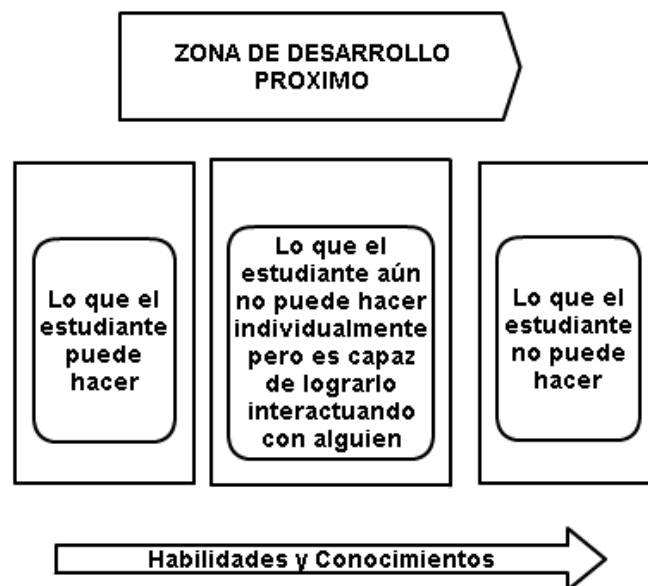 ZONA DE DESARROLLO
PROXIMO
Lo que el
estudiante
puede
hacer
Lo que el
estudiante aún
no puede hacer
individualmente
pero es capaz
de lograrlo
interactuando
con alguien
Lo que el
estudiante
no puede
hacer
Habilidades y Conocimientos